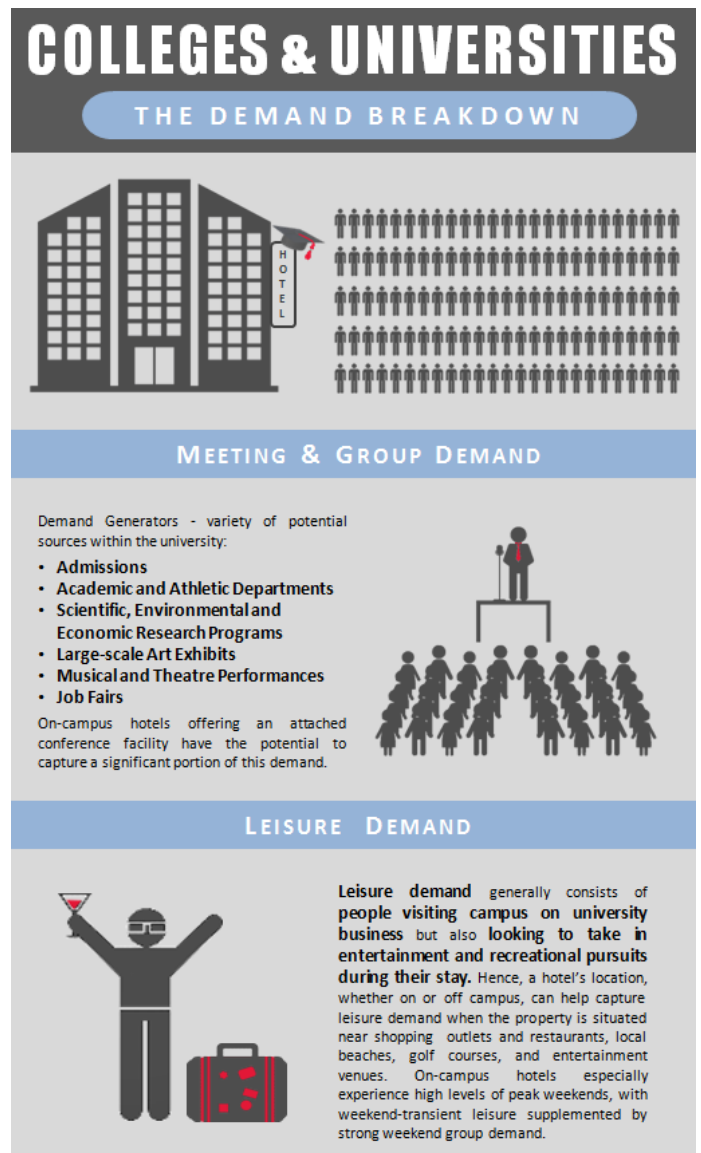 COLLEGES & UNIVERSITIES
THE DEMAND BREAKDOWN
HOTEL
MEETING & GROUP DEMAND
Demand Generators - variety of potential
sources within the university:
• Admissions
• Academic and Athletic Departments
• Scientific, Environmental and
Economic Research Programs
• Large-scale Art Exhibits
• Musical and Theatre Performances
• Job Fairs
On-campus hotels offering an attached
conference facility have the potential to
capture a significant portion of this demand.
LEISURE DEMAND
Leisure demand generally consists of
people visiting campus on university
business but also looking to take in
entertainment and recreational pursuits
during their stay. Hence, a hotel's location,
whether on or off campus, can help capture
leisure demand when the property is situated
near shopping outlets and restaurants, local
beaches, golf courses, and entertainment
venues. On-campus hotels especially
experience high levels of peak weekends, with
weekend-transient leisure supplemented by
strong weekend group demand.